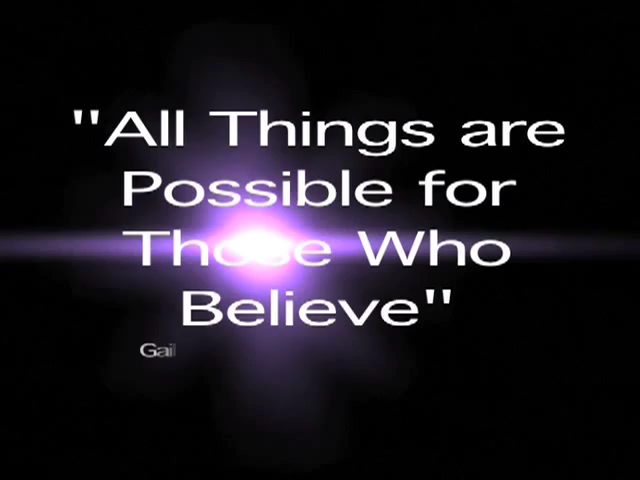 "All Things are
Possible for
Those Who
Believe"
Gail